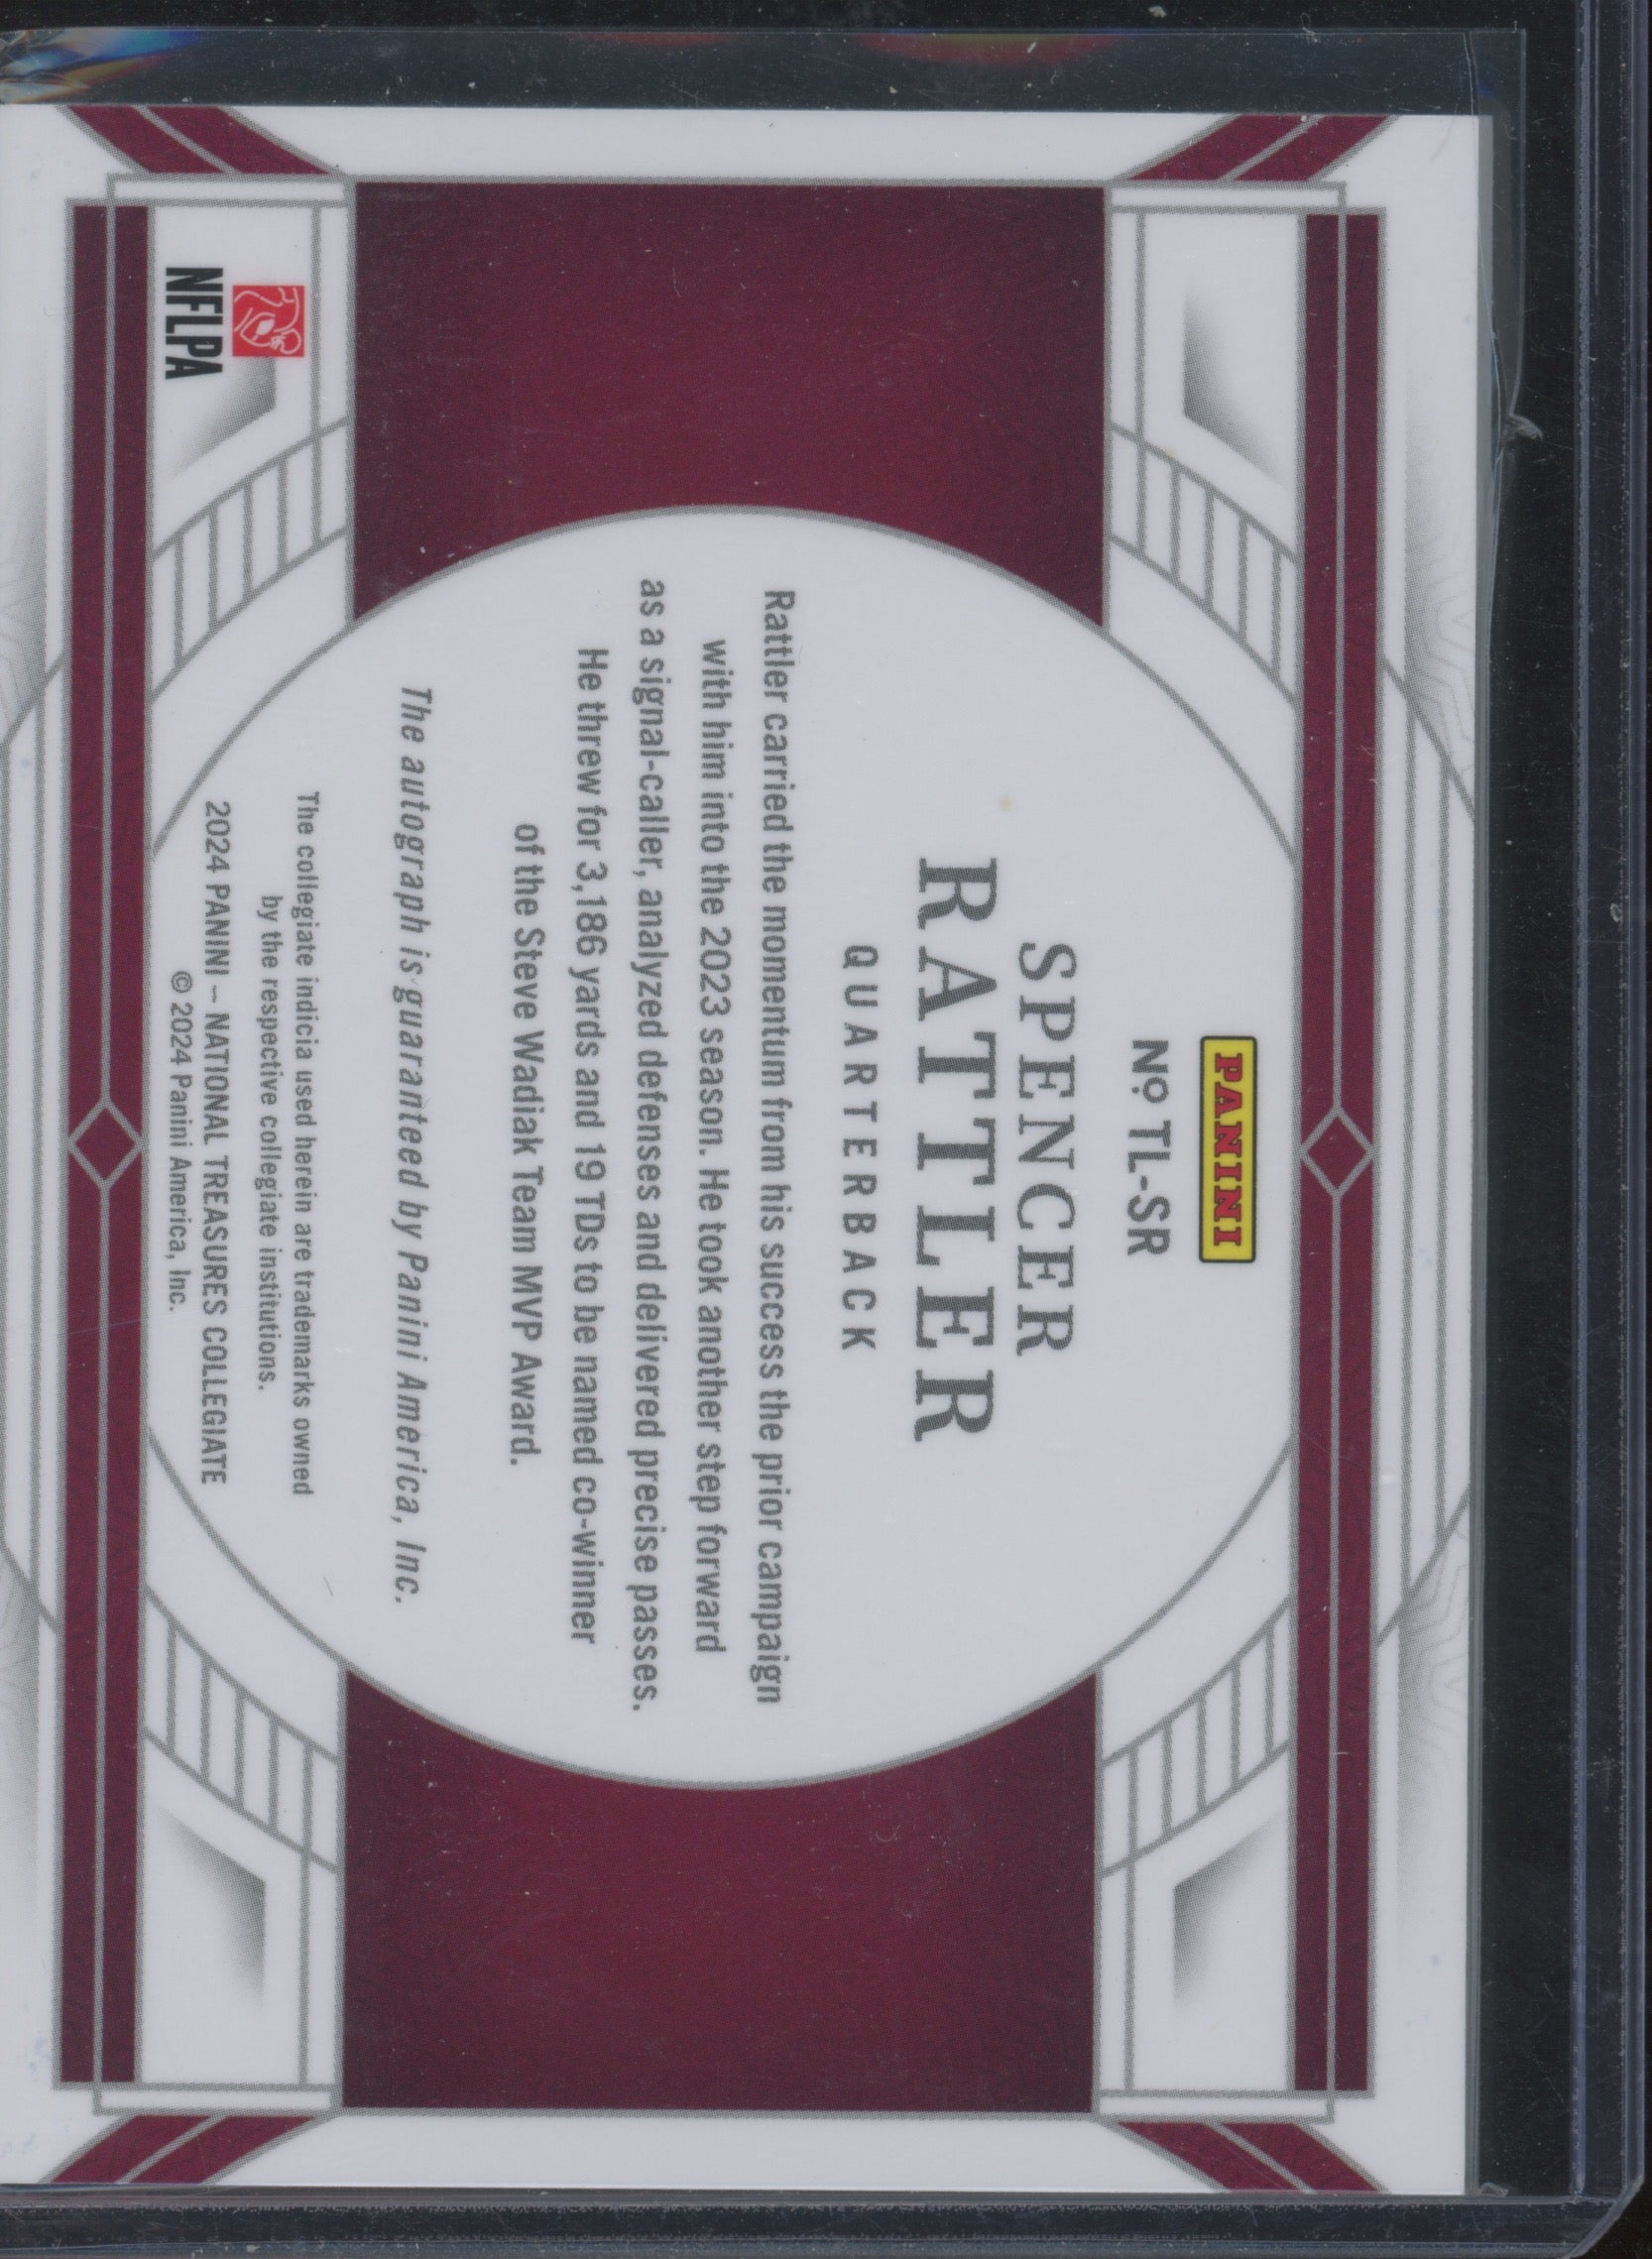 PANINI
Nº TL-SR
SPENCER
RATTLER
QUARTERBACK
Rattler carried the momentum from his success the prior campaign
with him into the 2023 season. He took another step forward
as a signal-caller, analyzed defenses and delivered precise passes.
He threw for 3,186 yards and 19 TDs to be named co-winner
of the Steve Wadiak Team MVP Award.
The autograph is guaranteed by Panini America, Inc.
The collegiate indicia used herein are trademarks owned
by the respective collegiate institutions.
2024 PANINI – NATIONAL TREASURES COLLEGIATE
© 2024 Panini America, Inc.
NFLPA